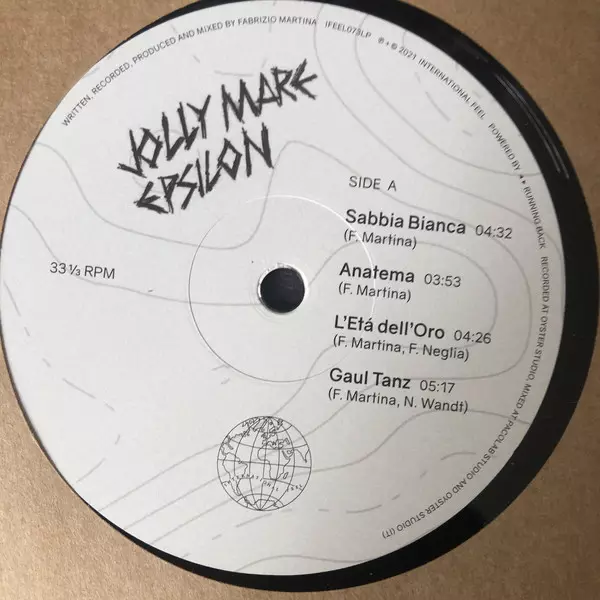 WRITTEN, RECORDED, PRODUCED AND MIXED BY FABRIZIO MARTINA IFEEL073LP ℗ + © 2021 INTERNATIONAL FEEL POWERED BY RUNNING BACK RECORDED AT OYSTER STUDIO, MIXED AT PACOLAB STUDIO AND OYSTER STUDIO (IT)
JOLLY MARE
EPSILON
SIDE A
Sabbia Bianca 04:32
(F. Martina)
33 ⅓ RPM
Anatema 03:53
(F. Martina)
L'Etá dell'Oro 04:26
(F. Martina, F. Neglia)
Gaul Tanz 05:17
(F. Martina, N. Wandt)